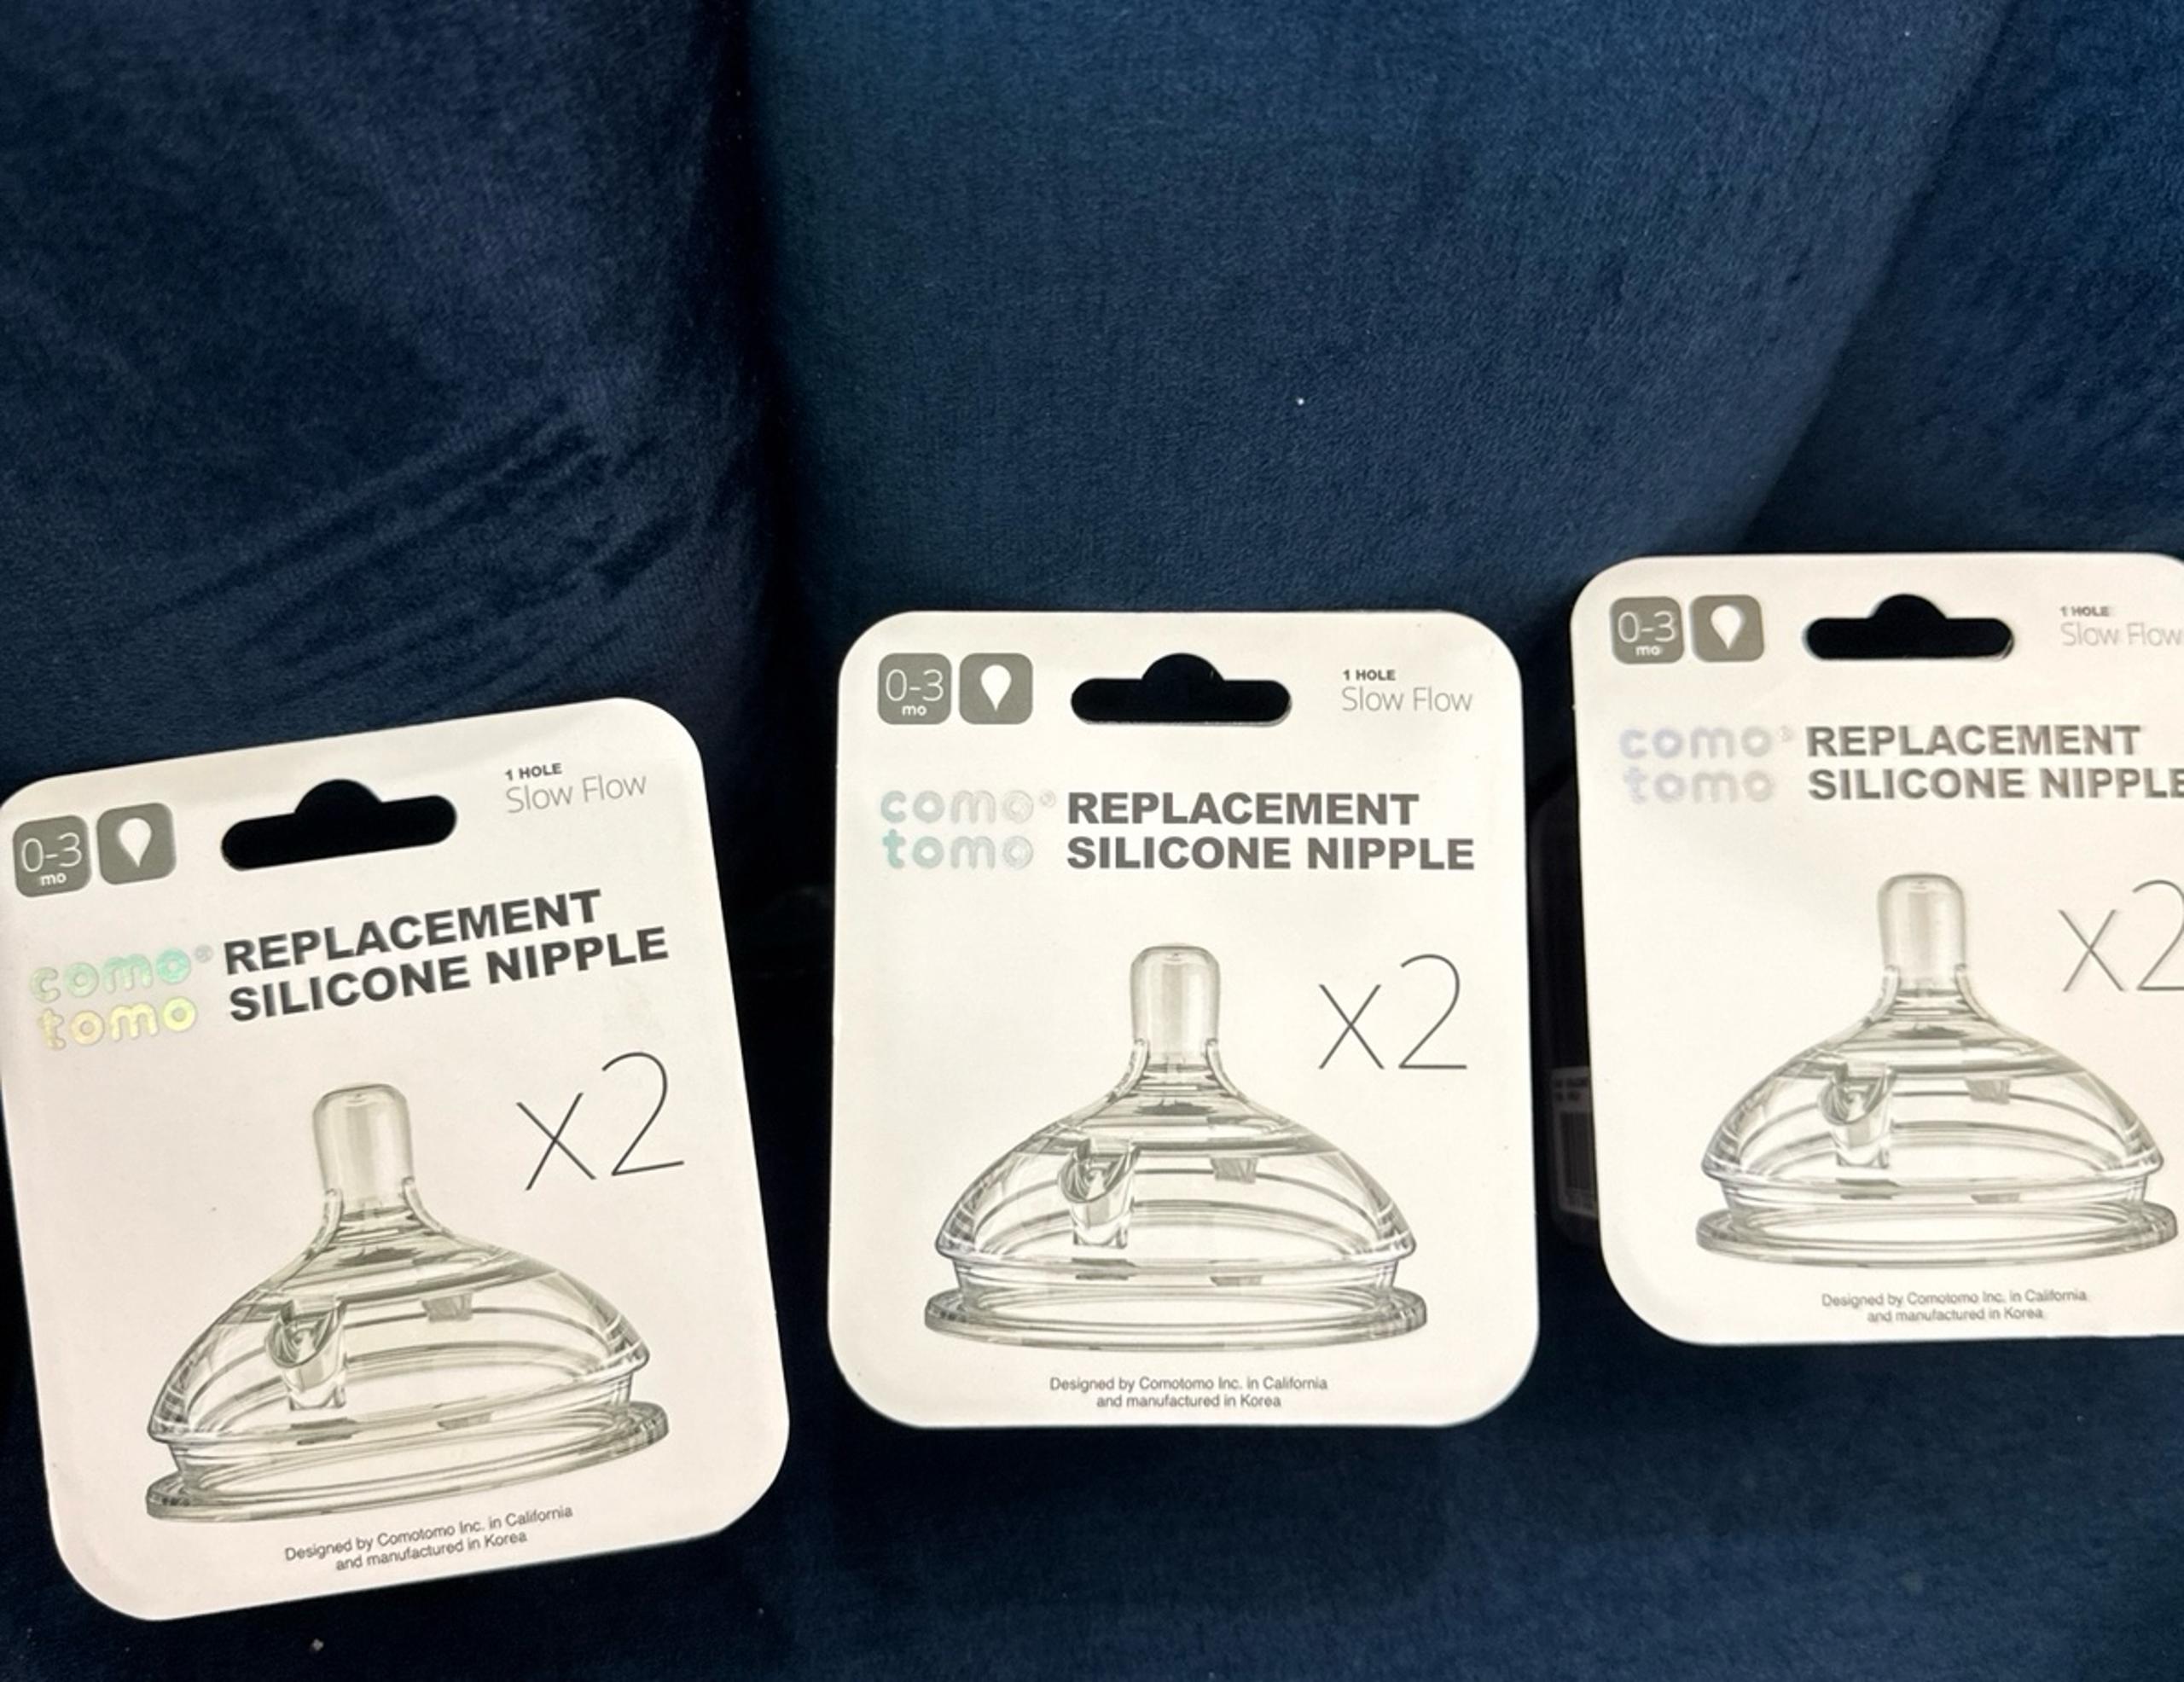 0-3
mo
1 HOLE
Slow Flow
como®
tomo
REPLACEMENT
SILICONE NIPPLE
x2
Designed by Comotomo Inc. in California
and manufactured in Korea
0-3
mo
1 HOLE
Slow Flow
como®
tomo
REPLACEMENT
SILICONE NIPPLE
x2
Designed by Comotomo Inc. in California
and manufactured in Korea
0-3
mo
1 HOLE
Slow Flow
como®
tomo
REPLACEMENT
SILICONE NIPPLE
x2
Designed by Comotomo Inc. in California
and manufactured in Korea